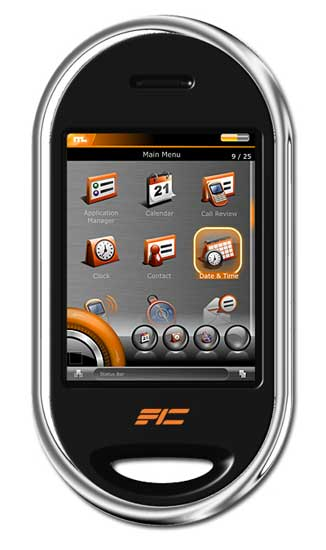 Main Menu
9 / 25
21
Application
Manager
Calendar
Call Review
Clock
Contact
Date & Time
Status Bar
FIC